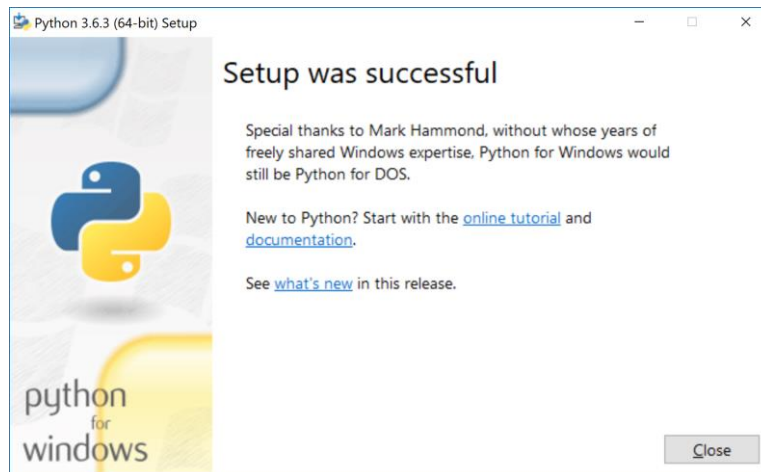 Python 3.6.3 (64-bit) Setup
Setup was successful
Special thanks to Mark Hammond, without whose years of
freely shared Windows expertise, Python for Windows would
still be Python for DOS.
New to Python? Start with the online tutorial and
documentation.
See what's new in this release.
python
for
windows
Close